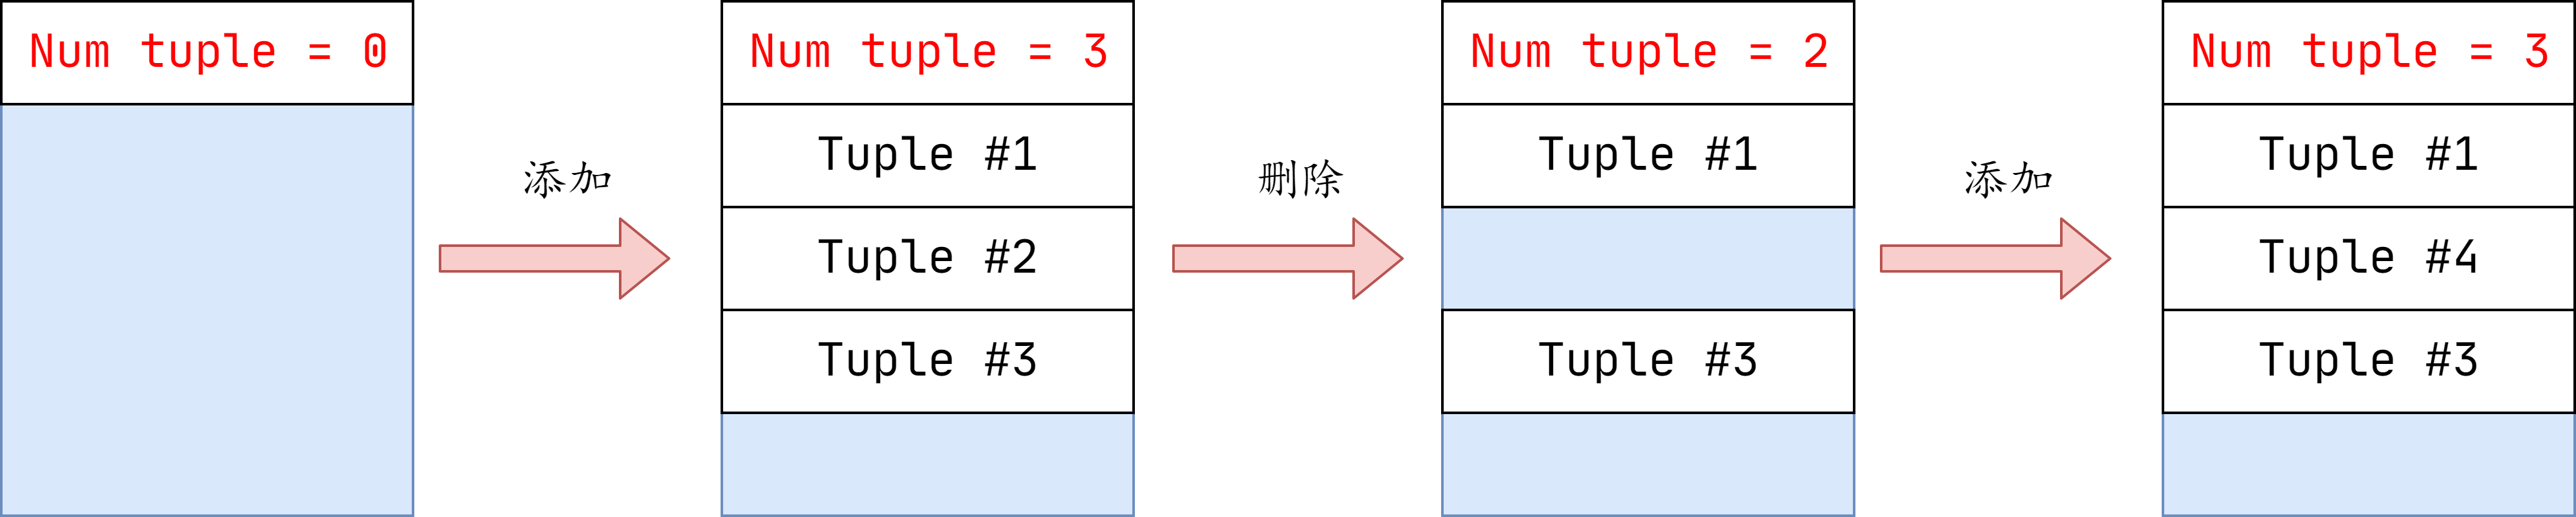 Num tuple = 0
添加
Num tuple = 3
Tuple #1
Tuple #2
Tuple #3
删除
Num tuple = 2
Tuple #1
Tuple #3
添加
Num tuple = 3
Tuple #1
Tuple #4
Tuple #3